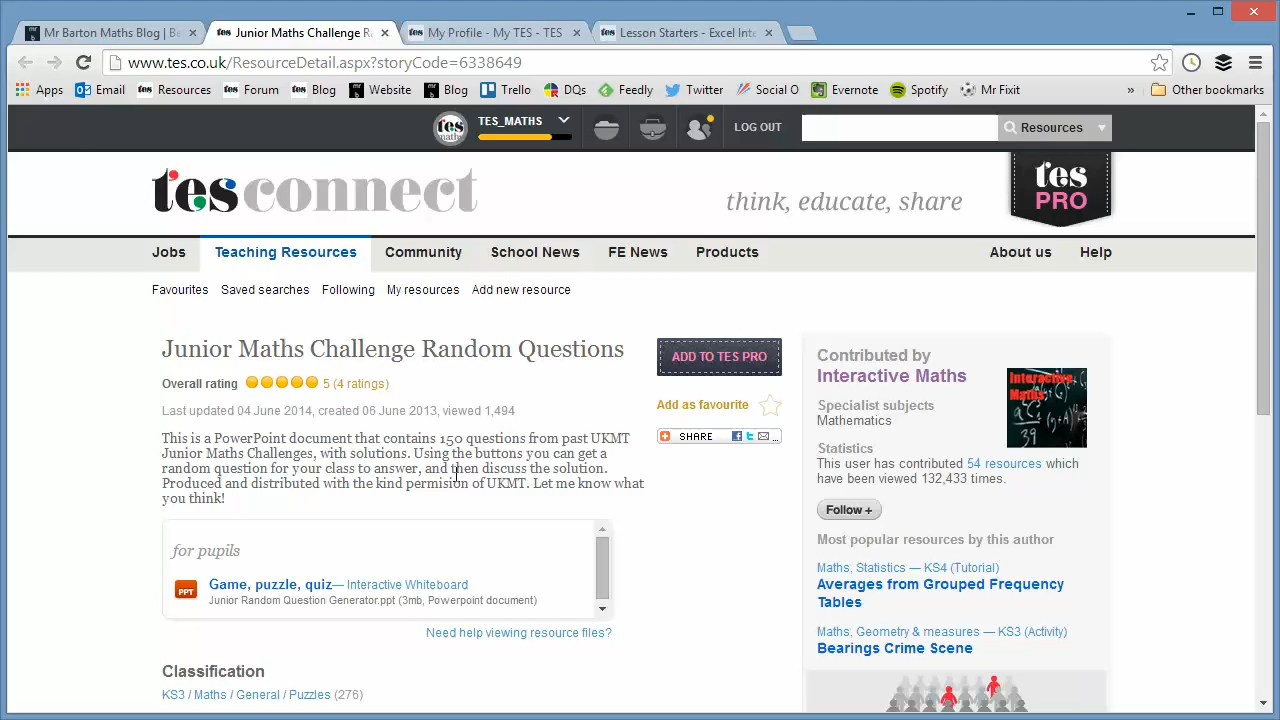 Mr Barton Maths Blog | Be
Junior Maths Challenge Ra
My Profile - My TES - TES
Lesson Starters - Excel Inte
www.tes.co.uk/ResourceDetail.aspx?storyCode=6338649
Apps Email Resources Forum Blog Website Blog Trello DQs Feedly Twitter Social O Evernote Spotify Mr Fixit » Other bookmarks
TES_MATHS LOG OUT Resources
tes connect
think, educate, share
tes PRO
Jobs Teaching Resources Community School News FE News Products About us Help
Favourites Saved searches Following My resources Add new resource
Junior Maths Challenge Random Questions
Overall rating 5 (4 ratings)
Last updated 04 June 2014, created 06 June 2013, viewed 1,494
This is a PowerPoint document that contains 150 questions from past UKMT
Junior Maths Challenges, with solutions. Using the buttons you can get a
random question for your class to answer, and then discuss the solution.
Produced and distributed with the kind permision of UKMT. Let me know what
you think!
ADD TO TES PRO
Add as favourite
SHARE ...
for pupils
PPT
Game, puzzle, quiz— Interactive Whiteboard
Junior Random Question Generator.ppt (3mb, Powerpoint document)
Need help viewing resource files?
Classification
KS3 / Maths / General / Puzzles (276)
Contributed by
Interactive Maths
Interactive
Maths
Specialist subjects
Mathematics
Statistics
This user has contributed 54 resources which
have been viewed 132,433 times.
Follow +
Most popular resources by this author
Maths, Statistics — KS4 (Tutorial)
Averages from Grouped Frequency
Tables
Maths, Geometry & measures — KS3 (Activity)
Bearings Crime Scene